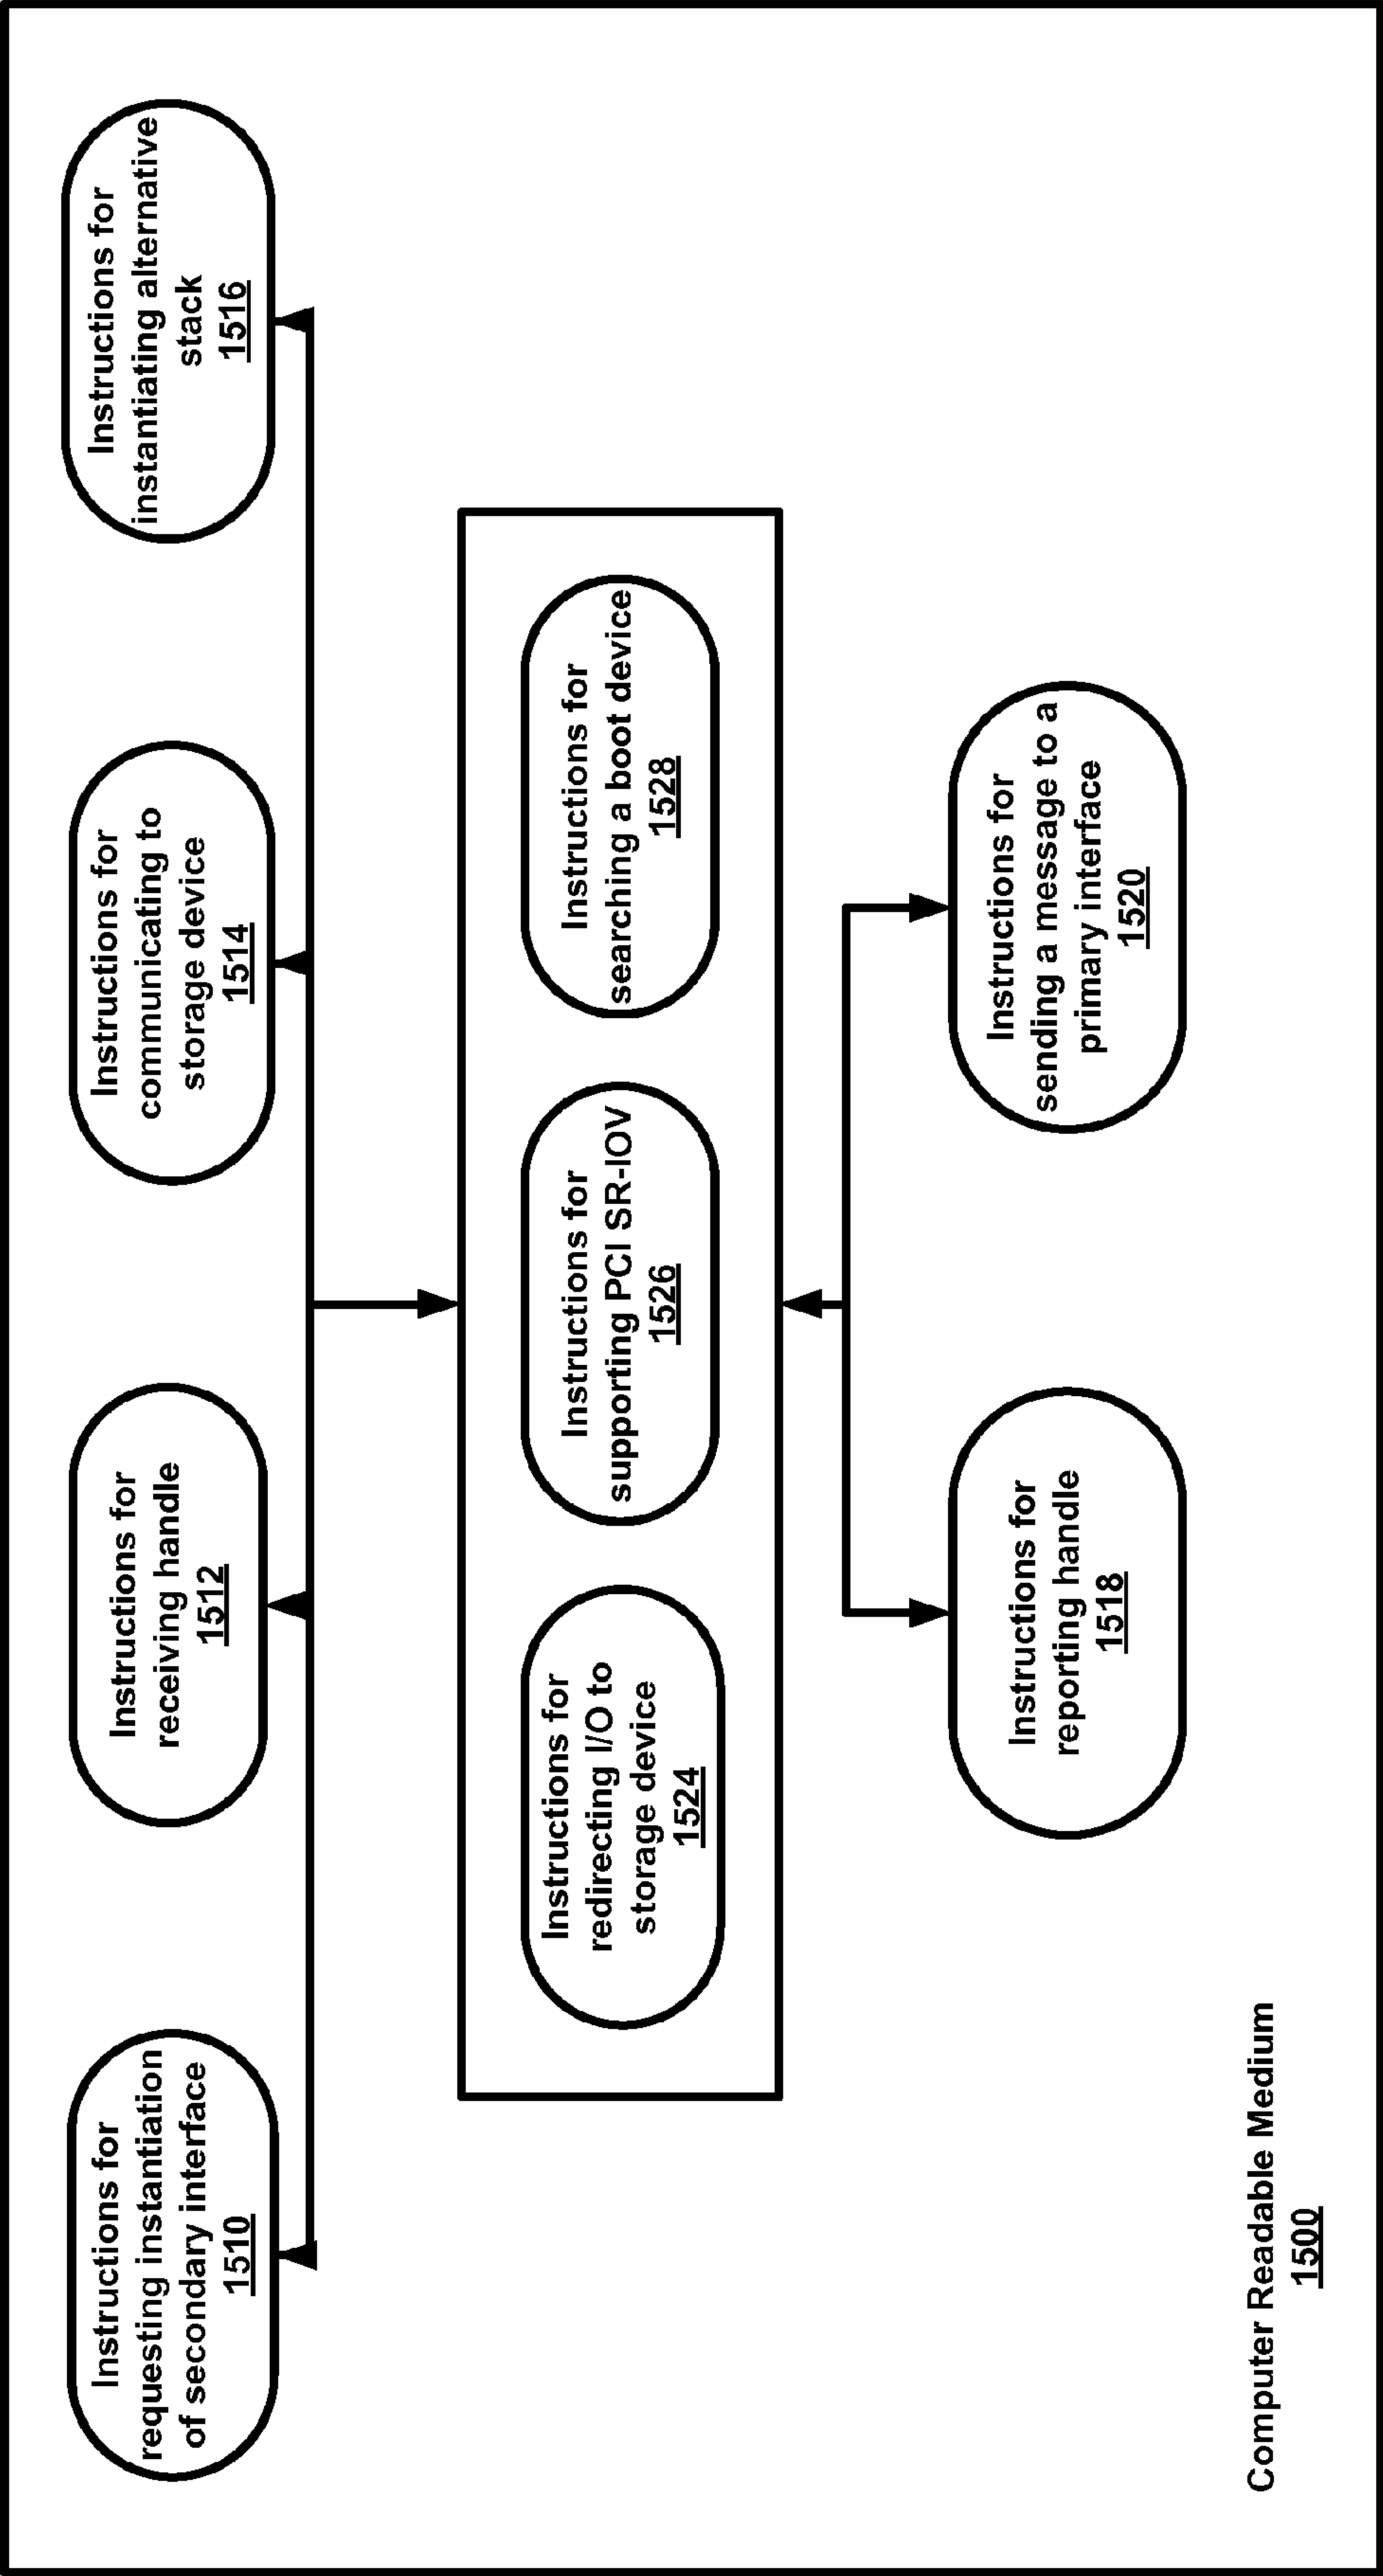 Instructions for
requesting instantiation
of secondary interface
1510
Instructions for
receiving handle
1512
Instructions for
communicating to
storage device
1514
Instructions for
instantiating alternative
stack
1516
Instructions for
redirecting I/O to
storage device
1524
Instructions for
supporting PCI SR-IOV
1526
Instructions for
searching a boot device
1528
Instructions for
reporting handle
1518
Instructions for
sending a message to a
primary interface
1520
Computer Readable Medium
1500